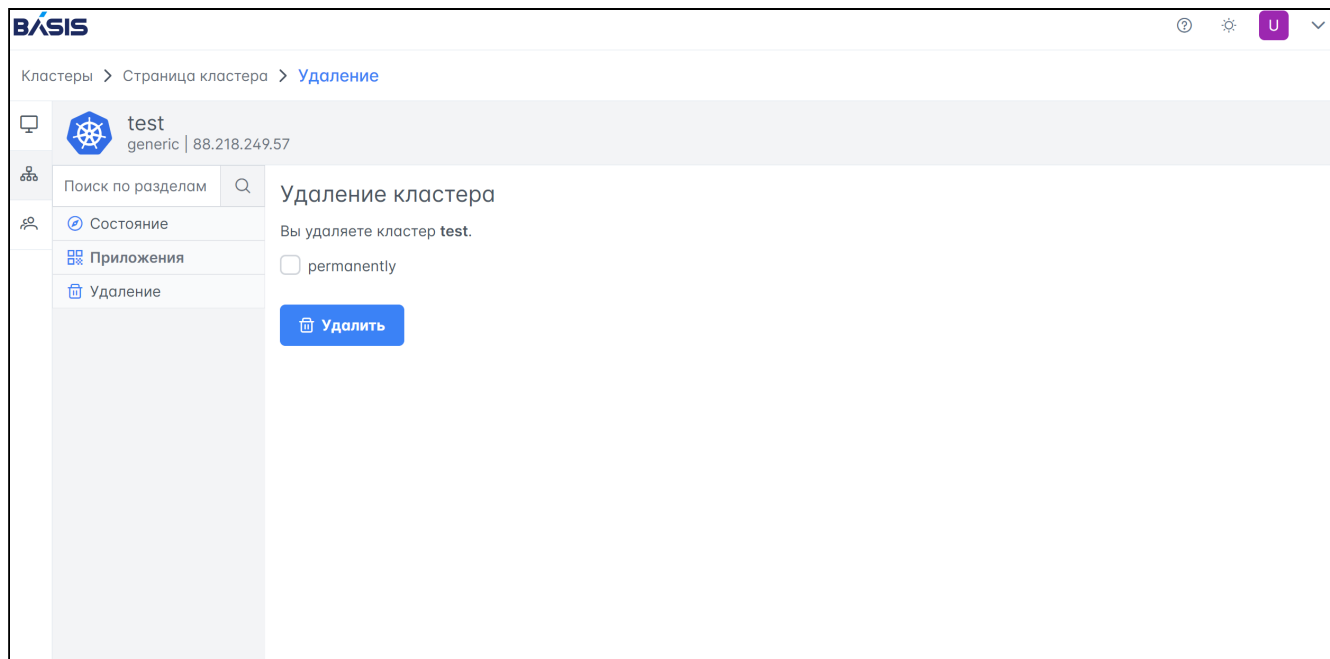 BASIS
U
Кластеры > Страница кластера > Удаление
test
generic | 88.218.249.57
Поиск по разделам
Состояние
Приложения
Удаление
Удаление кластера
Вы удаляете кластер test.
permanently
Удалить